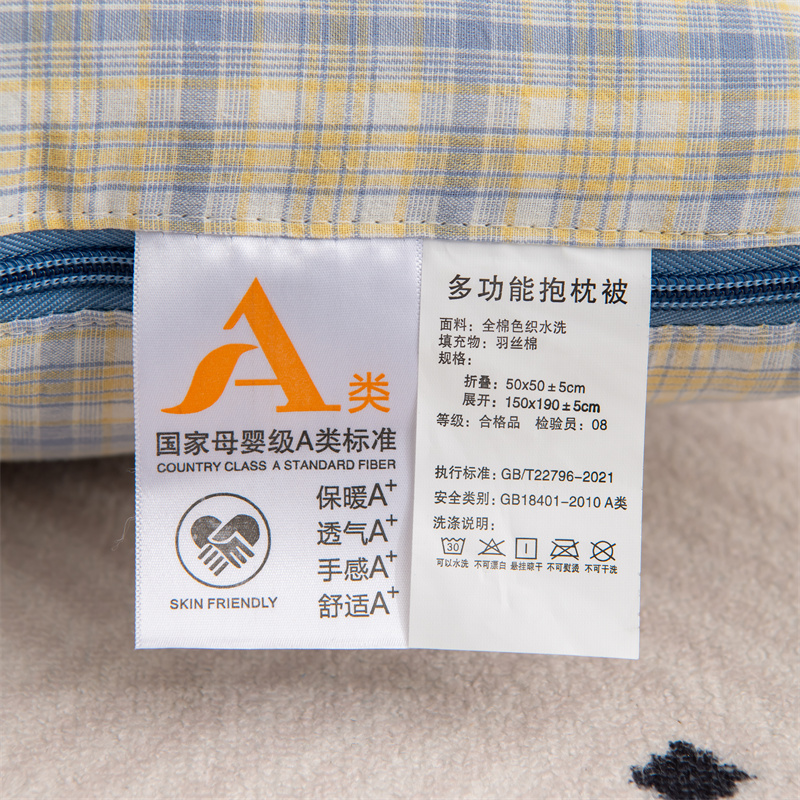 A类
国家母婴级A类标准
COUNTRY CLASS A STANDARD FIBER
保暖A+
透气A+
手感A+
舒适A+
SKIN FRIENDLY
多功能抱枕被
面料：全棉色织水洗
填充物：羽丝棉
规格：
折叠：50x50±5cm
展开：150x190±5cm
等级：合格品 检验员：08
执行标准：GB/T22796-2021
安全类别：GB18401-2010 A类
洗涤说明：
30
可以水洗 不可漂白 悬挂晾干 不可熨烫 不可干洗